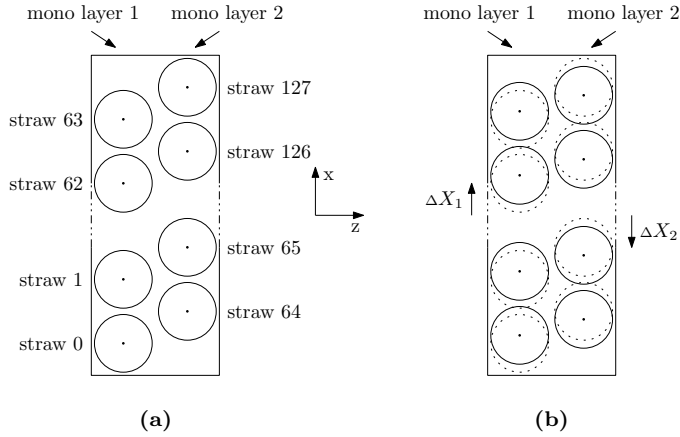 mono layer 1 mono layer 2
straw 127
straw 63
straw 126
straw 62
x
z
straw 65
straw 1
straw 64
straw 0
(a)
mono layer 1 mono layer 2
ΔX₁
ΔX₂
(b)